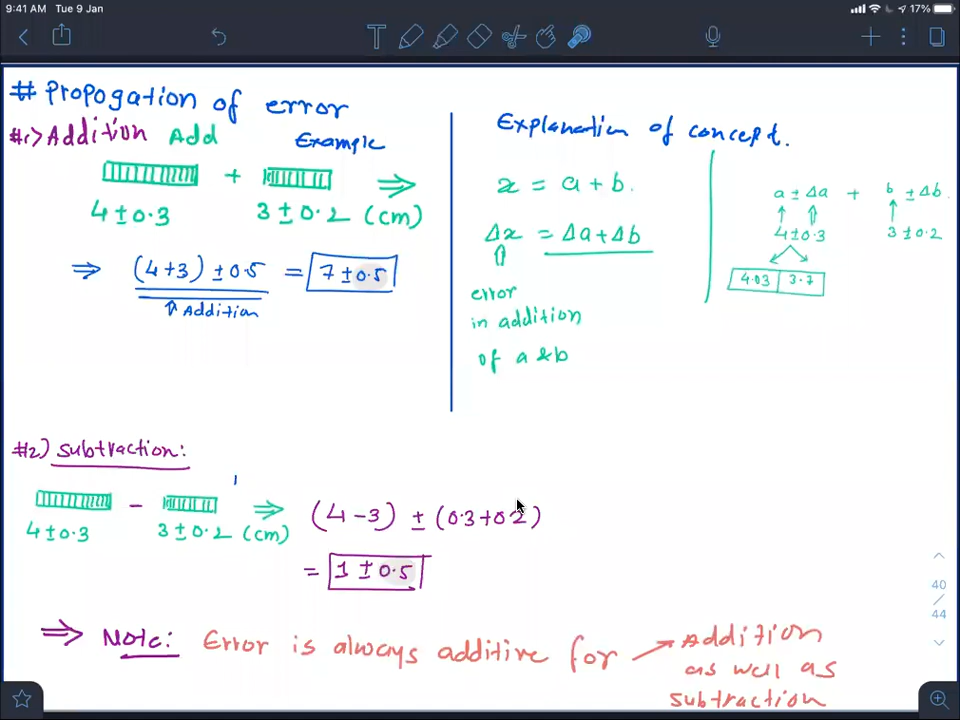 9:41 AM Tue 9 Jan
17%
# Propogation of error
#1) Addition Add
Example
+ ⇒
4 ± 0.3 3 ± 0.2 (cm)
⇒ (4+3) ± 0.5 = 7 ± 0.5
↑ Addition
Explanation of concept.
x = a + b.
Δx = Δa + Δb
⇑
error
in addition
of a & b
a ± Δa + b ± Δb
↑ ⇑ ↑
4 ± 0.3 3 ± 0.2
4.03 3.7
#2) Subtraction:
- ⇒ (4-3) ± (0.3+0.2)
4 ± 0.3 3 ± 0.2 (cm)
= 1 ± 0.5
⇒ Note: Error is always additive for → Addition
as well as
subtraction
40
/
44